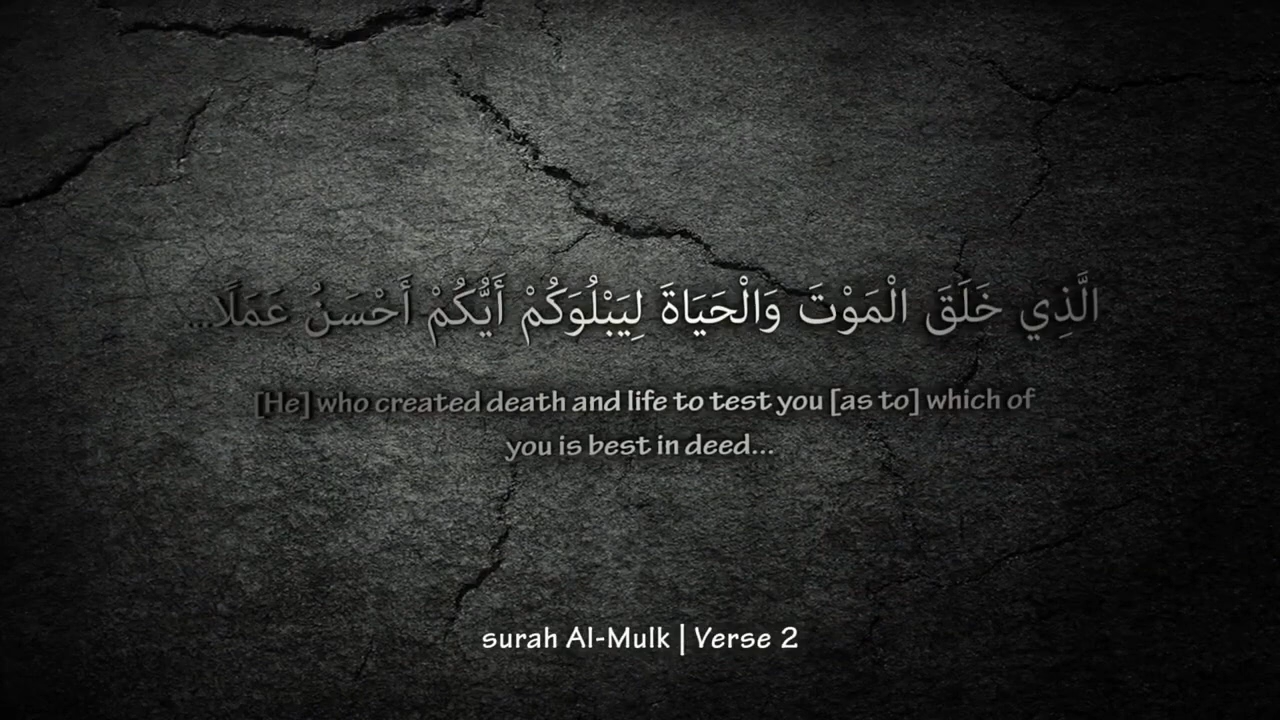 الَّذِي خَلَقَ الْمَوْتَ وَالْحَيَاةَ لِيَبْلُوَكُمْ أَيُّكُمْ أَحْسَنُ عَمَلًا...
[He] who created death and life to test you [as to] which of
you is best in deed...
surah Al-Mulk | Verse 2